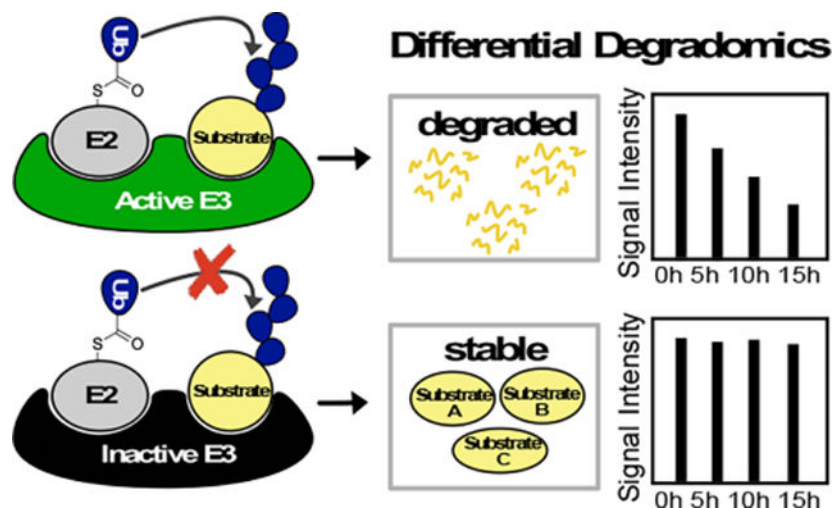 Differential Degradomics
Ub
S
O
E2
Substrate
Active E3
degraded
Signal Intensity
0h 5h 10h 15h
Ub
S
O
E2
Substrate
Inactive E3
stable
Substrate
A
Substrate
B
Substrate
C
Signal Intensity
0h 5h 10h 15h